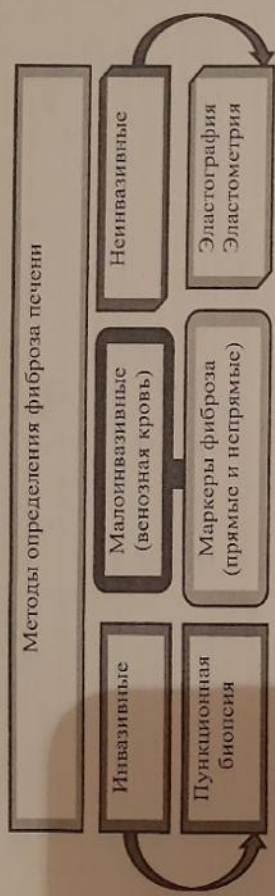 Методы определения фиброза печени
Инвазивные
Малоинвазивные
(венозная кровь)
Неинвазивные
Пункционная
биопсия
Маркеры фиброза
(прямые и непрямые)
Эластография
Эластометрия